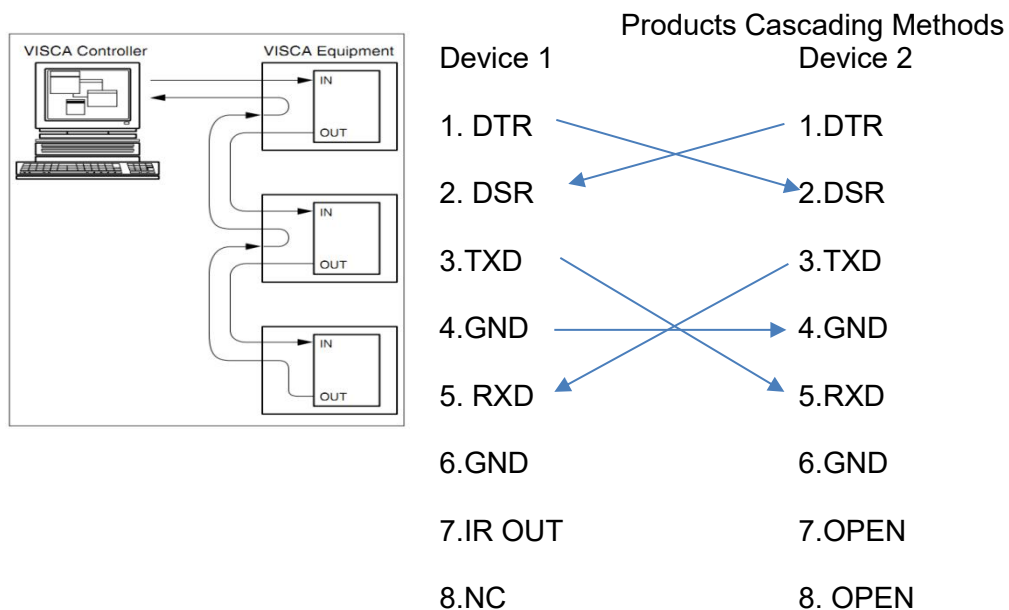 Products Cascading Methods
VISCA Controller
VISCA Equipment
IN
OUT
IN
OUT
IN
OUT
Device 1 Device 2
1. DTR 1.DTR
2. DSR 2.DSR
3.TXD 3.TXD
4.GND 4.GND
5. RXD 5.RXD
6.GND 6.GND
7.IR OUT 7.OPEN
8.NC 8. OPEN